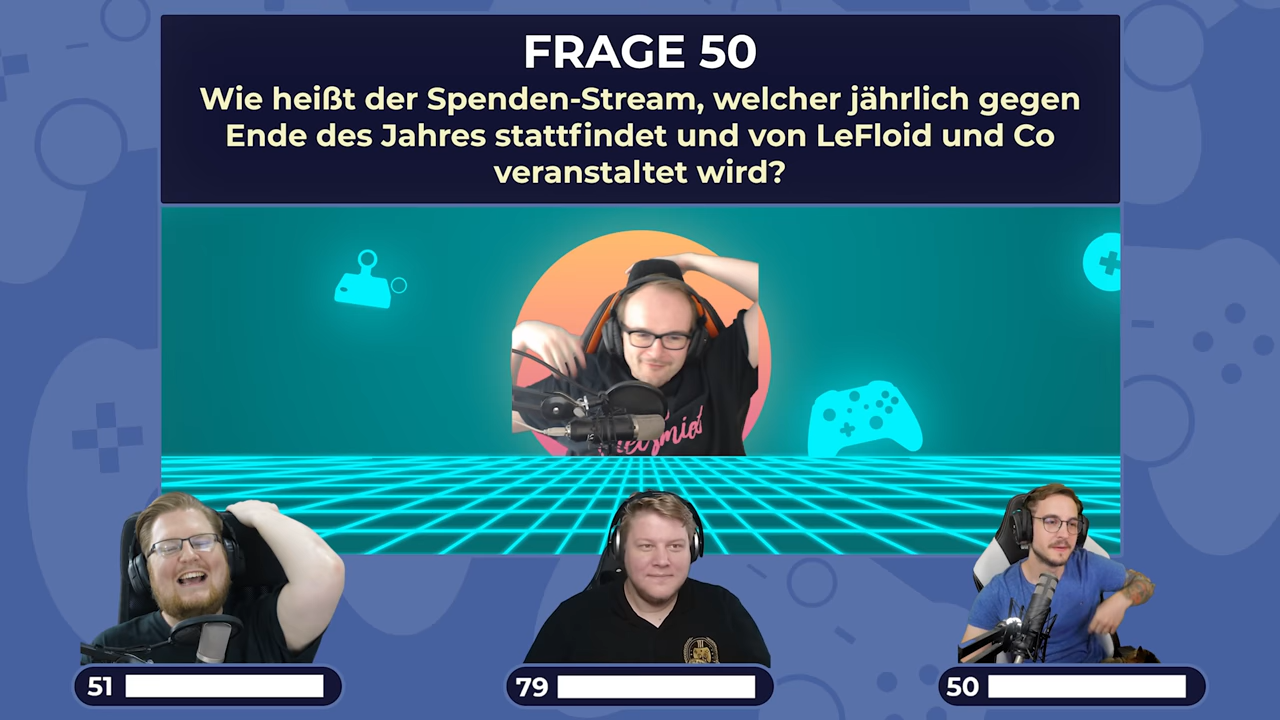 FRAGE 50
Wie heißt der Spenden-Stream, welcher jährlich gegen
Ende des Jahres stattfindet und von LeFloid und Co
veranstaltet wird?
51
79
50